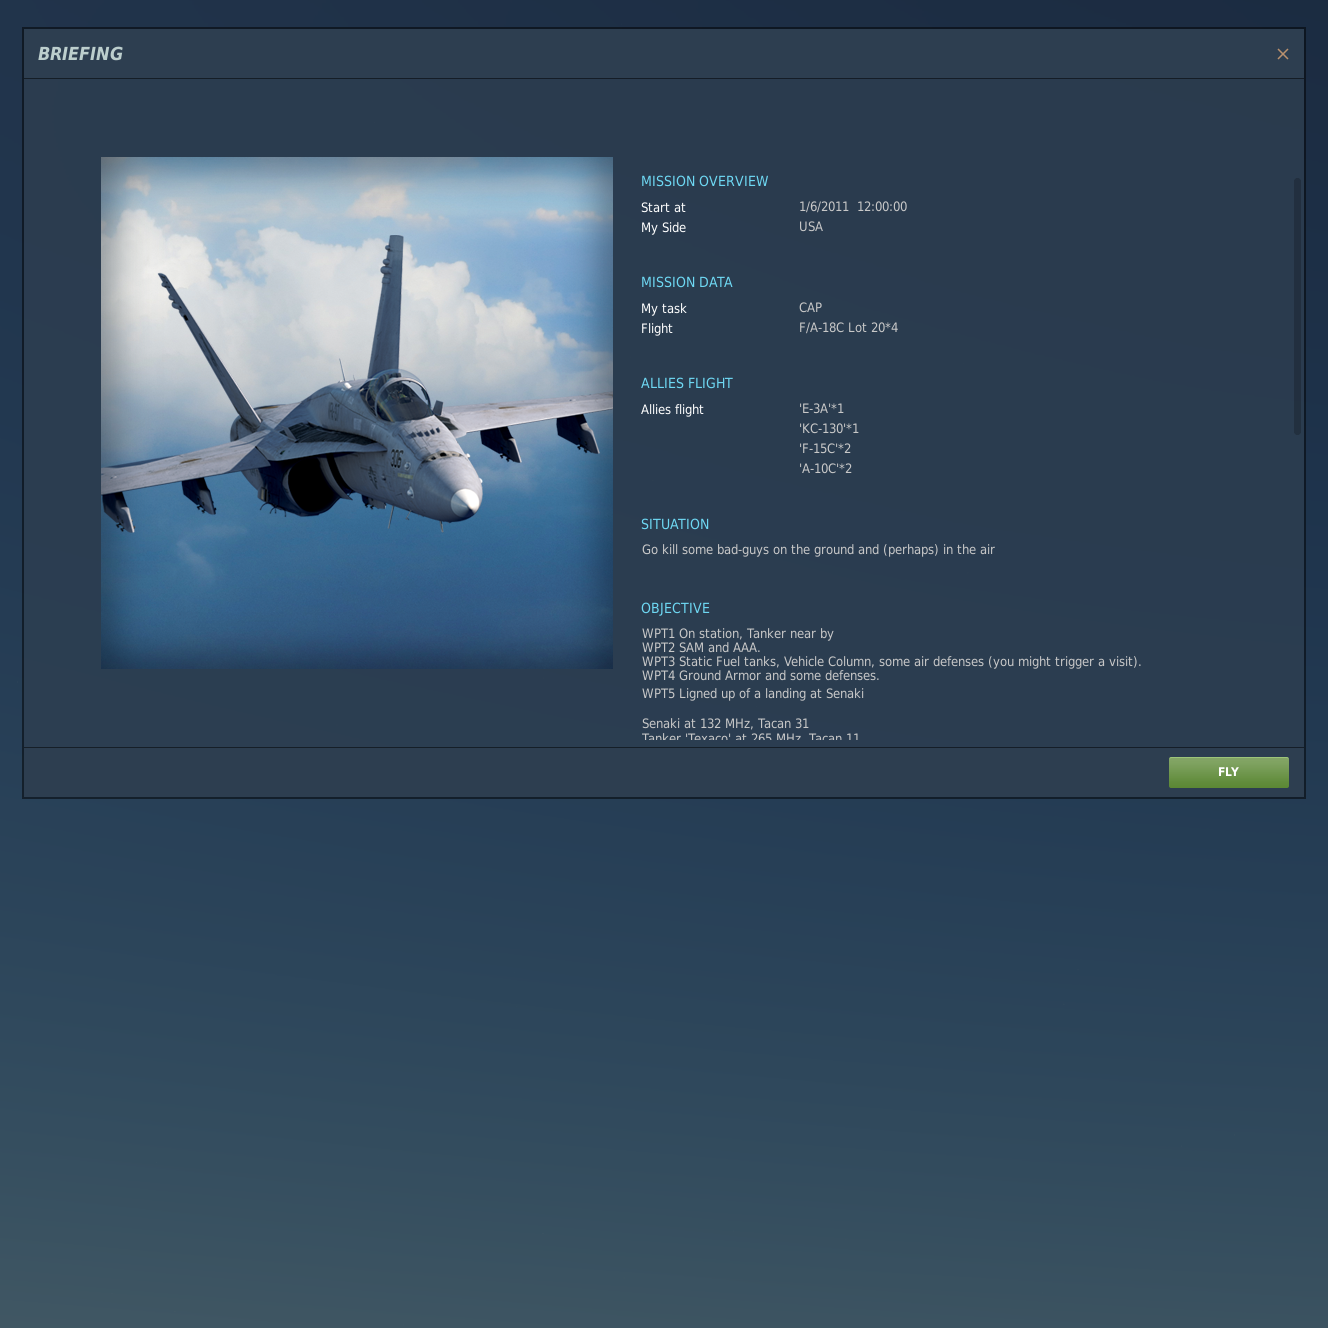 BRIEFING
MISSION OVERVIEW
Start at 1/6/2011 12:00:00
My Side USA
MISSION DATA
My task CAP
Flight F/A-18C Lot 20*4
ALLIES FLIGHT
Allies flight 'E-3A'*1
'KC-130'*1
'F-15C'*2
'A-10C'*2
SITUATION
Go kill some bad-guys on the ground and (perhaps) in the air
OBJECTIVE
WPT1 On station, Tanker near by
WPT2 SAM and AAA.
WPT3 Static Fuel tanks, Vehicle Column, some air defenses (you might trigger a visit).
WPT4 Ground Armor and some defenses.
WPT5 Ligned up of a landing at Senaki
Senaki at 132 MHz, Tacan 31
Tanker 'Texaco' at 265 MHz, Tacan 11
FLY
306